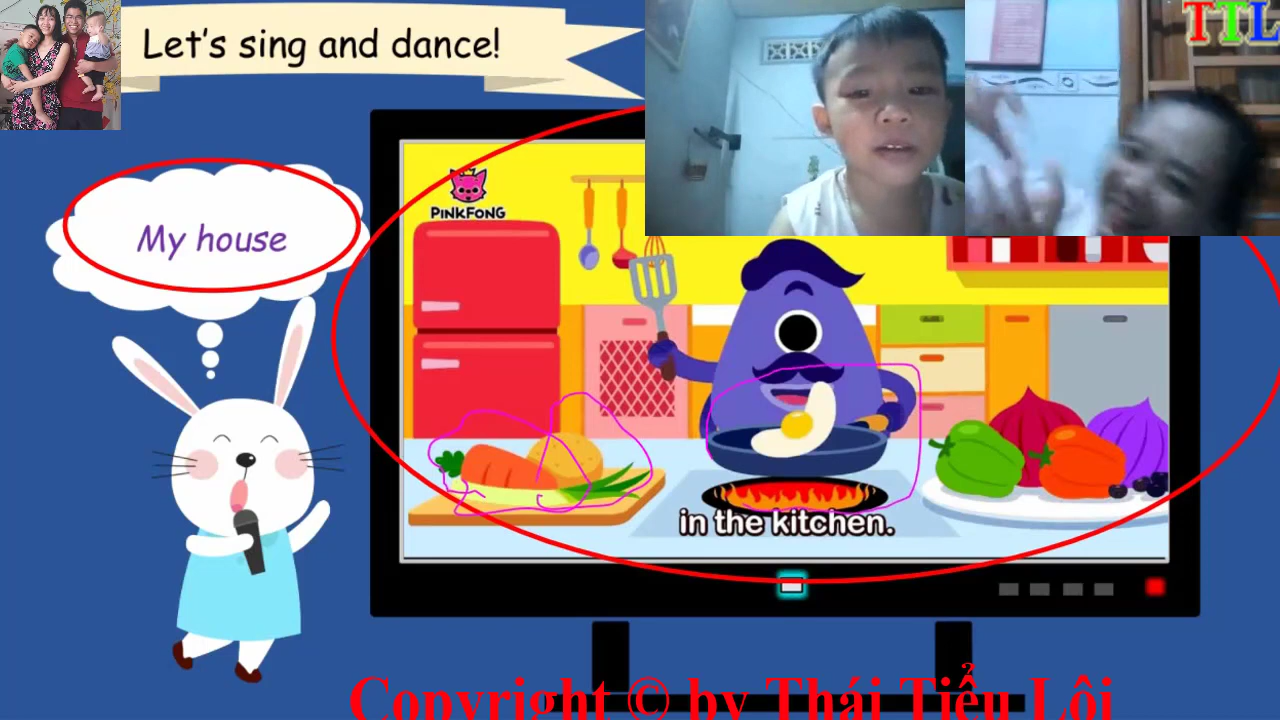 Let's sing and dance!
TTL
PINKFONG
My house
in the kitchen.
Copyright © by Thái Tiểu Lôi